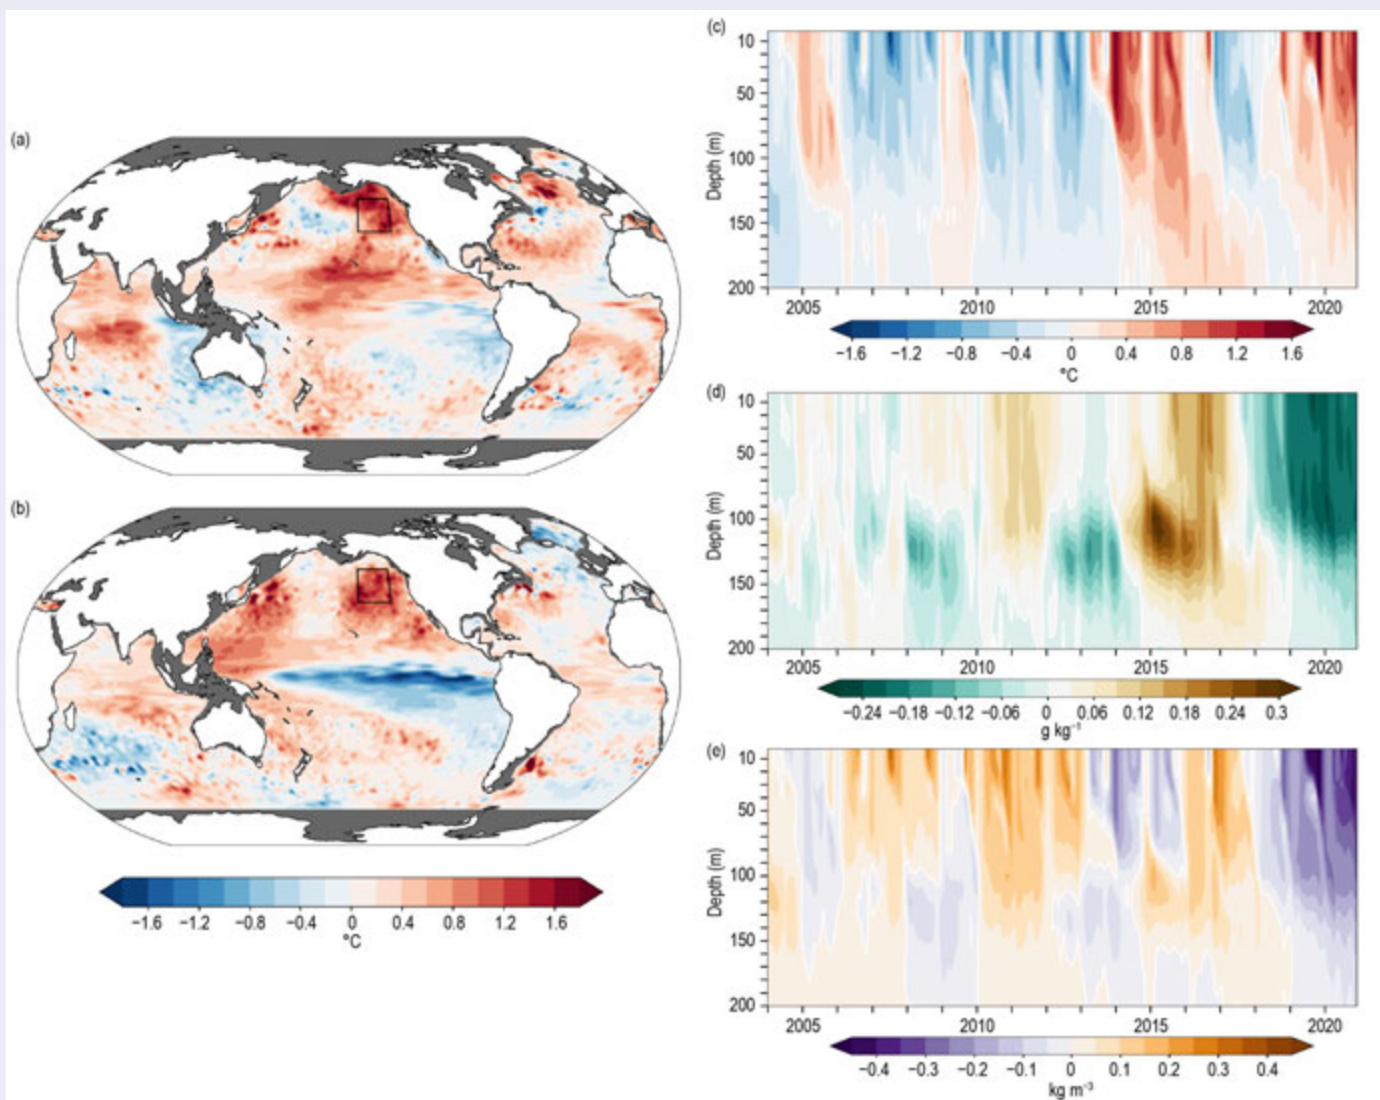 (a)
(b)
−1.6 −1.2 −0.8 −0.4 0 0.4 0.8 1.2 1.6
°C
(c)
10
50
100
150
200
Depth (m)
2005 2010 2015 2020
−1.6 −1.2 −0.8 −0.4 0 0.4 0.8 1.2 1.6
°C
(d)
10
50
100
150
200
Depth (m)
2005 2010 2015 2020
−0.24 −0.18 −0.12 −0.06 0 0.06 0.12 0.18 0.24 0.3
g kg⁻¹
(e)
10
50
100
150
200
Depth (m)
2005 2010 2015 2020
−0.4 −0.3 −0.2 −0.1 0 0.1 0.2 0.3 0.4
kg m⁻³